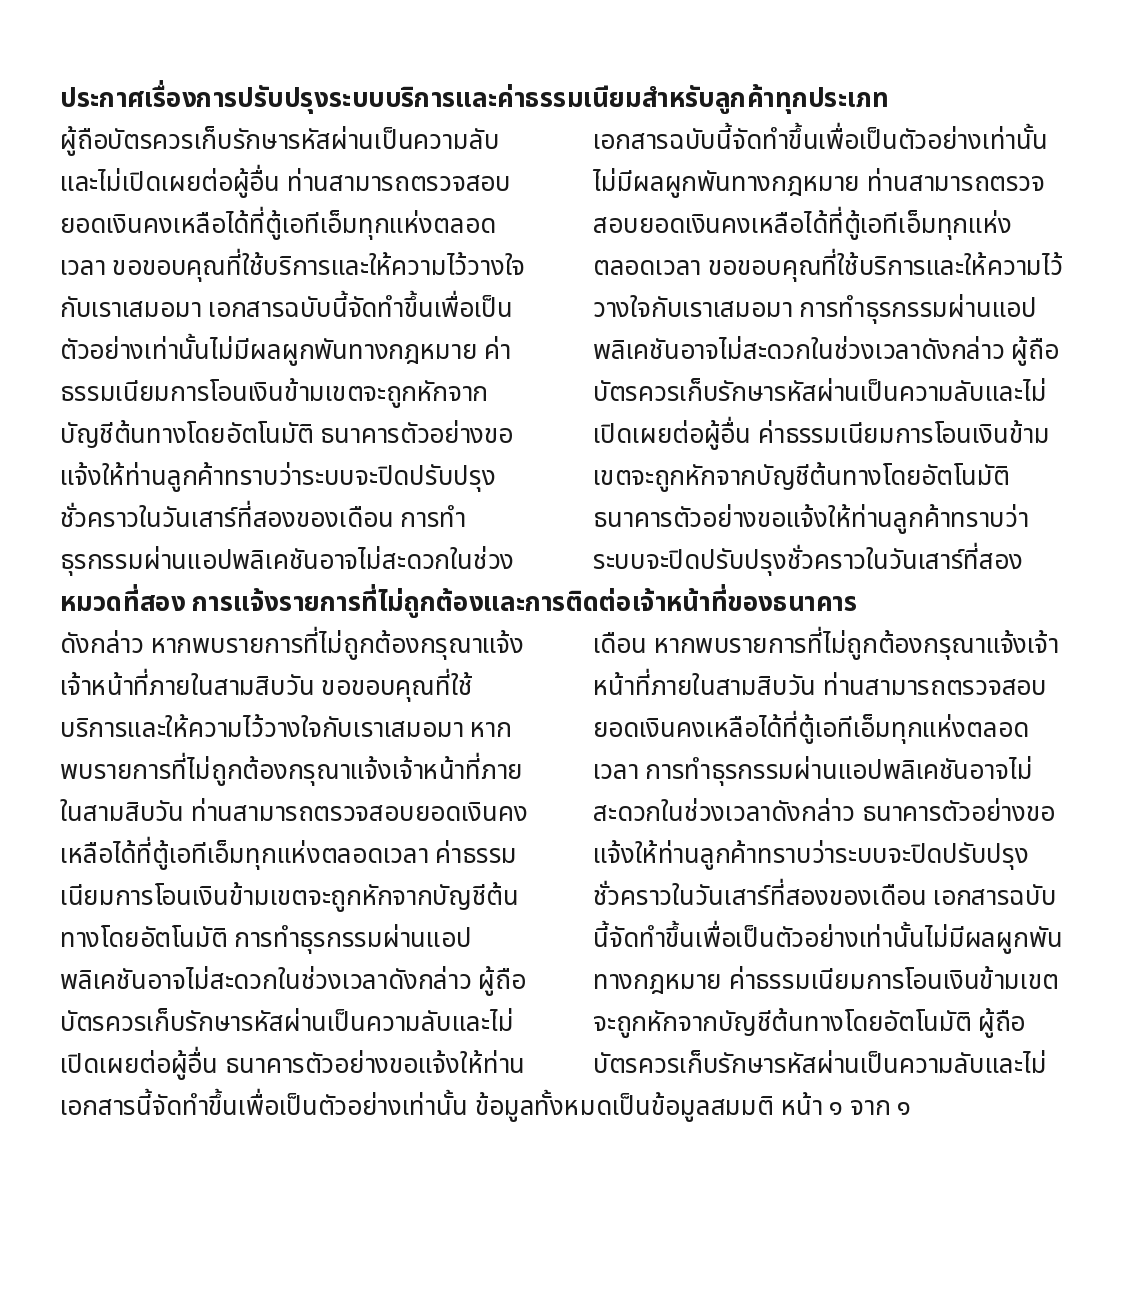 ประกาศเรื่องการปรับปรุงระบบบริการและค่าธรรมเนียมสำหรับลูกค้าทุกประเภท
ผู้ถือบัตรควรเก็บรักษารหัสผ่านเป็นความลับ
และไม่เปิดเผยต่อผู้อื่น ท่านสามารถตรวจสอบ
ยอดเงินคงเหลือได้ที่ตู้เอทีเอ็มทุกแห่งตลอด
เวลา ขอขอบคุณที่ใช้บริการและให้ความไว้วางใจ
กับเราเสมอมา เอกสารฉบับนี้จัดทำขึ้นเพื่อเป็น
ตัวอย่างเท่านั้นไม่มีผลผูกพันทางกฎหมาย ค่า
ธรรมเนียมการโอนเงินข้ามเขตจะถูกหักจาก
บัญชีต้นทางโดยอัตโนมัติ ธนาคารตัวอย่างขอ
แจ้งให้ท่านลูกค้าทราบว่าระบบจะปิดปรับปรุง
ชั่วคราวในวันเสาร์ที่สองของเดือน การทำ
ธุรกรรมผ่านแอปพลิเคชันอาจไม่สะดวกในช่วง
เอกสารฉบับนี้จัดทำขึ้นเพื่อเป็นตัวอย่างเท่านั้น
ไม่มีผลผูกพันทางกฎหมาย ท่านสามารถตรวจ
สอบยอดเงินคงเหลือได้ที่ตู้เอทีเอ็มทุกแห่ง
ตลอดเวลา ขอขอบคุณที่ใช้บริการและให้ความไว้
วางใจกับเราเสมอมา การทำธุรกรรมผ่านแอป
พลิเคชันอาจไม่สะดวกในช่วงเวลาดังกล่าว ผู้ถือ
บัตรควรเก็บรักษารหัสผ่านเป็นความลับและไม่
เปิดเผยต่อผู้อื่น ค่าธรรมเนียมการโอนเงินข้าม
เขตจะถูกหักจากบัญชีต้นทางโดยอัตโนมัติ
ธนาคารตัวอย่างขอแจ้งให้ท่านลูกค้าทราบว่า
ระบบจะปิดปรับปรุงชั่วคราวในวันเสาร์ที่สอง
หมวดที่สอง การแจ้งรายการที่ไม่ถูกต้องและการติดต่อเจ้าหน้าที่ของธนาคาร
ดังกล่าว หากพบรายการที่ไม่ถูกต้องกรุณาแจ้ง
เจ้าหน้าที่ภายในสามสิบวัน ขอขอบคุณที่ใช้
บริการและให้ความไว้วางใจกับเราเสมอมา หาก
พบรายการที่ไม่ถูกต้องกรุณาแจ้งเจ้าหน้าที่ภาย
ในสามสิบวัน ท่านสามารถตรวจสอบยอดเงินคง
เหลือได้ที่ตู้เอทีเอ็มทุกแห่งตลอดเวลา ค่าธรรม
เนียมการโอนเงินข้ามเขตจะถูกหักจากบัญชีต้น
ทางโดยอัตโนมัติ การทำธุรกรรมผ่านแอป
พลิเคชันอาจไม่สะดวกในช่วงเวลาดังกล่าว ผู้ถือ
บัตรควรเก็บรักษารหัสผ่านเป็นความลับและไม่
เปิดเผยต่อผู้อื่น ธนาคารตัวอย่างขอแจ้งให้ท่าน
เดือน หากพบรายการที่ไม่ถูกต้องกรุณาแจ้งเจ้า
หน้าที่ภายในสามสิบวัน ท่านสามารถตรวจสอบ
ยอดเงินคงเหลือได้ที่ตู้เอทีเอ็มทุกแห่งตลอด
เวลา การทำธุรกรรมผ่านแอปพลิเคชันอาจไม่
สะดวกในช่วงเวลาดังกล่าว ธนาคารตัวอย่างขอ
แจ้งให้ท่านลูกค้าทราบว่าระบบจะปิดปรับปรุง
ชั่วคราวในวันเสาร์ที่สองของเดือน เอกสารฉบับ
นี้จัดทำขึ้นเพื่อเป็นตัวอย่างเท่านั้นไม่มีผลผูกพัน
ทางกฎหมาย ค่าธรรมเนียมการโอนเงินข้ามเขต
จะถูกหักจากบัญชีต้นทางโดยอัตโนมัติ ผู้ถือ
บัตรควรเก็บรักษารหัสผ่านเป็นความลับและไม่
เอกสารนี้จัดทำขึ้นเพื่อเป็นตัวอย่างเท่านั้น ข้อมูลทั้งหมดเป็นข้อมูลสมมติ หน้า ๑ จาก ๑